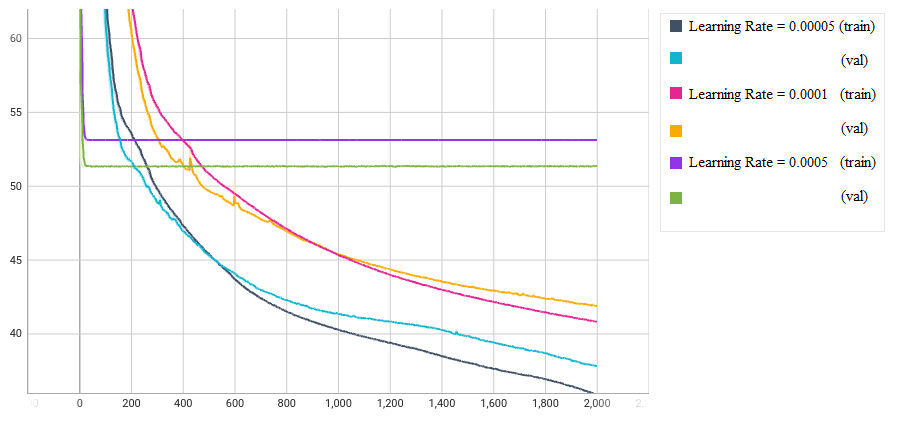 60
55
50
45
40
0
200
400
600
800
1,000
1,200
1,400
1,600
1,800
2,000
Learning Rate = 0.00005 (train)
(val)
Learning Rate = 0.0001 (train)
(val)
Learning Rate = 0.0005 (train)
(val)